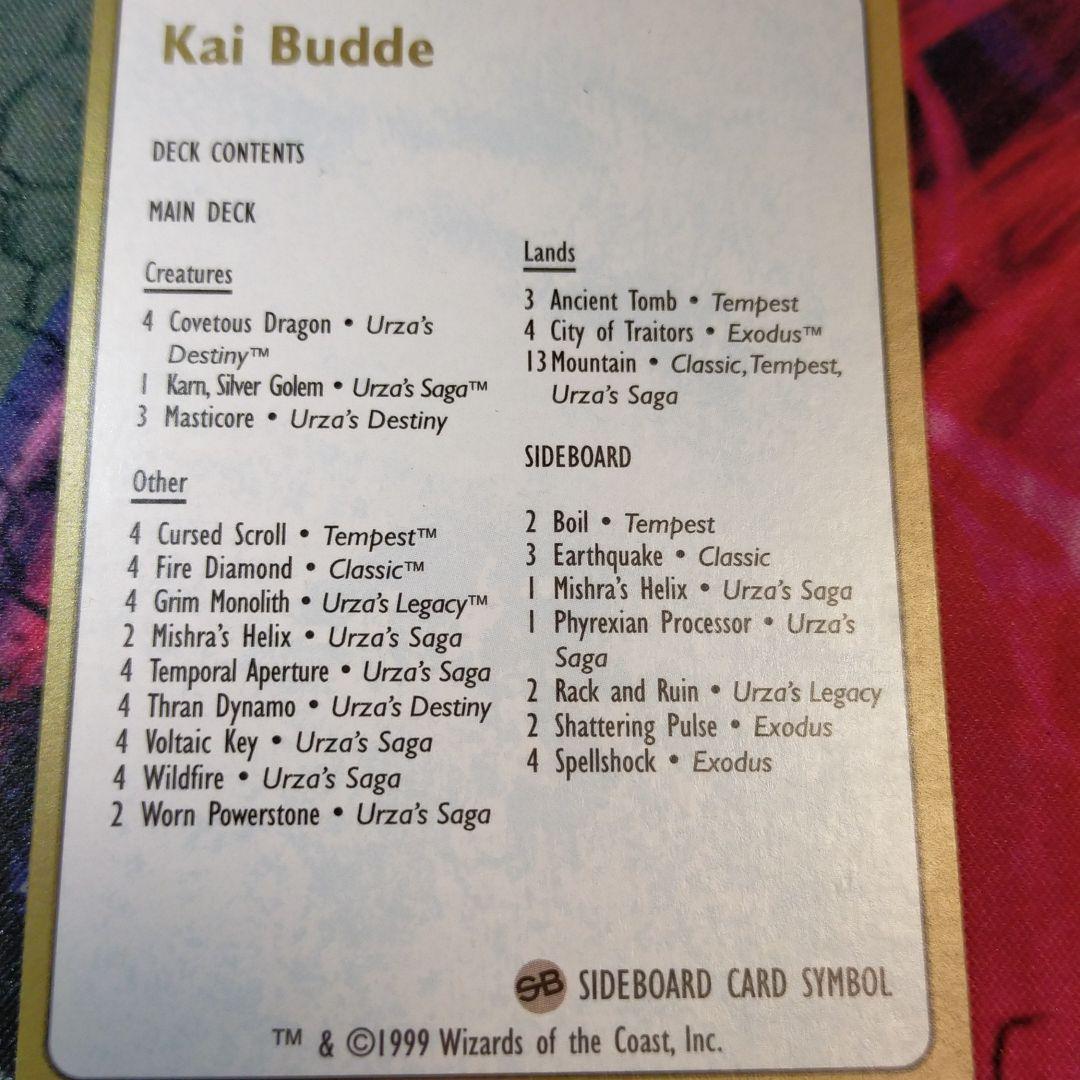 Kai Budde
DECK CONTENTS
MAIN DECK
Creatures
4 Covetous Dragon • Urza's
Destiny™
1 Karn, Silver Golem • Urza's Saga™
3 Masticore • Urza's Destiny
Other
4 Cursed Scroll • Tempest™
4 Fire Diamond • Classic™
4 Grim Monolith • Urza's Legacy™
2 Mishra's Helix • Urza's Saga
4 Temporal Aperture • Urza's Saga
4 Thran Dynamo • Urza's Destiny
4 Voltaic Key • Urza's Saga
4 Wildfire • Urza's Saga
2 Worn Powerstone • Urza's Saga
Lands
3 Ancient Tomb • Tempest
4 City of Traitors • Exodus™
13 Mountain • Classic, Tempest,
Urza's Saga
SIDEBOARD
2 Boil • Tempest
3 Earthquake • Classic
1 Mishra's Helix • Urza's Saga
1 Phyrexian Processor • Urza's
Saga
2 Rack and Ruin • Urza's Legacy
2 Shattering Pulse • Exodus
4 Spellshock • Exodus
SB SIDEBOARD CARD SYMBOL
™ & ©1999 Wizards of the Coast, Inc.